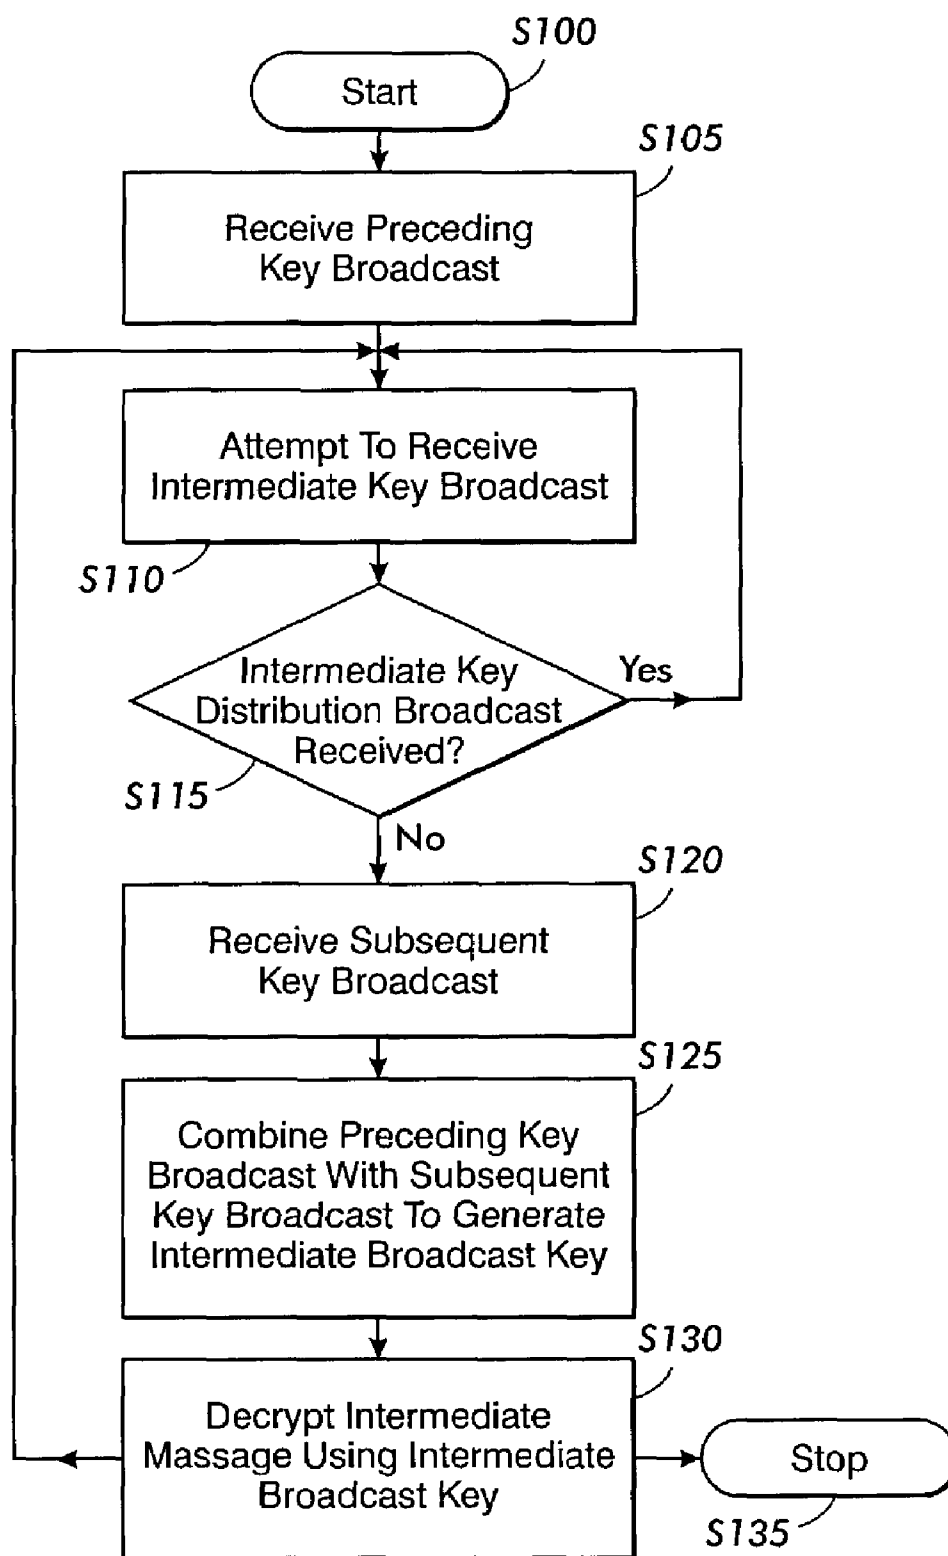 S100
Start
S105
Receive Preceding
Key Broadcast
Attempt To Receive
Intermediate Key Broadcast
S110
Intermediate Key
Distribution Broadcast
Received?
Yes
S115
No
S120
Receive Subsequent
Key Broadcast
S125
Combine Preceding Key
Broadcast With Subsequent
Key Broadcast To Generate
Intermediate Broadcast Key
S130
Decrypt Intermediate
Massage Using Intermediate
Broadcast Key
Stop
S135